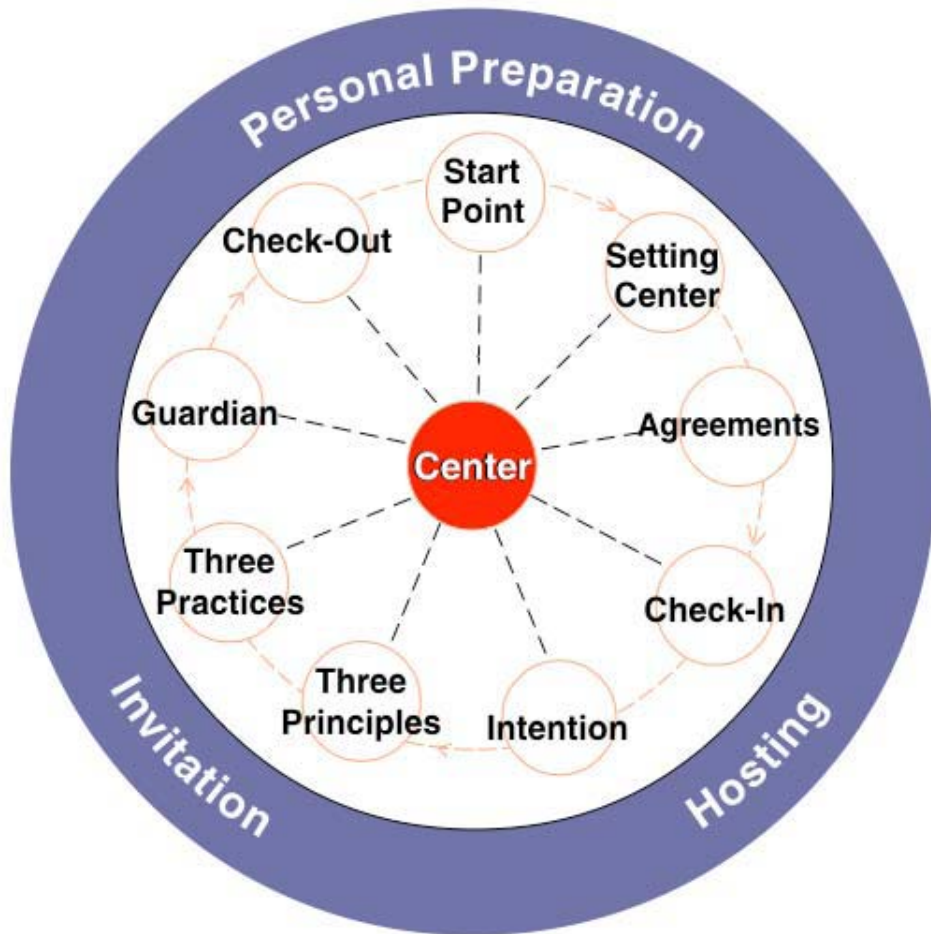 Personal Preparation
Start
Point
Setting
Center
Agreements
Check-In
Intention
Three
Principles
Three
Practices
Guardian
Check-Out
Center
Hosting
Invitation